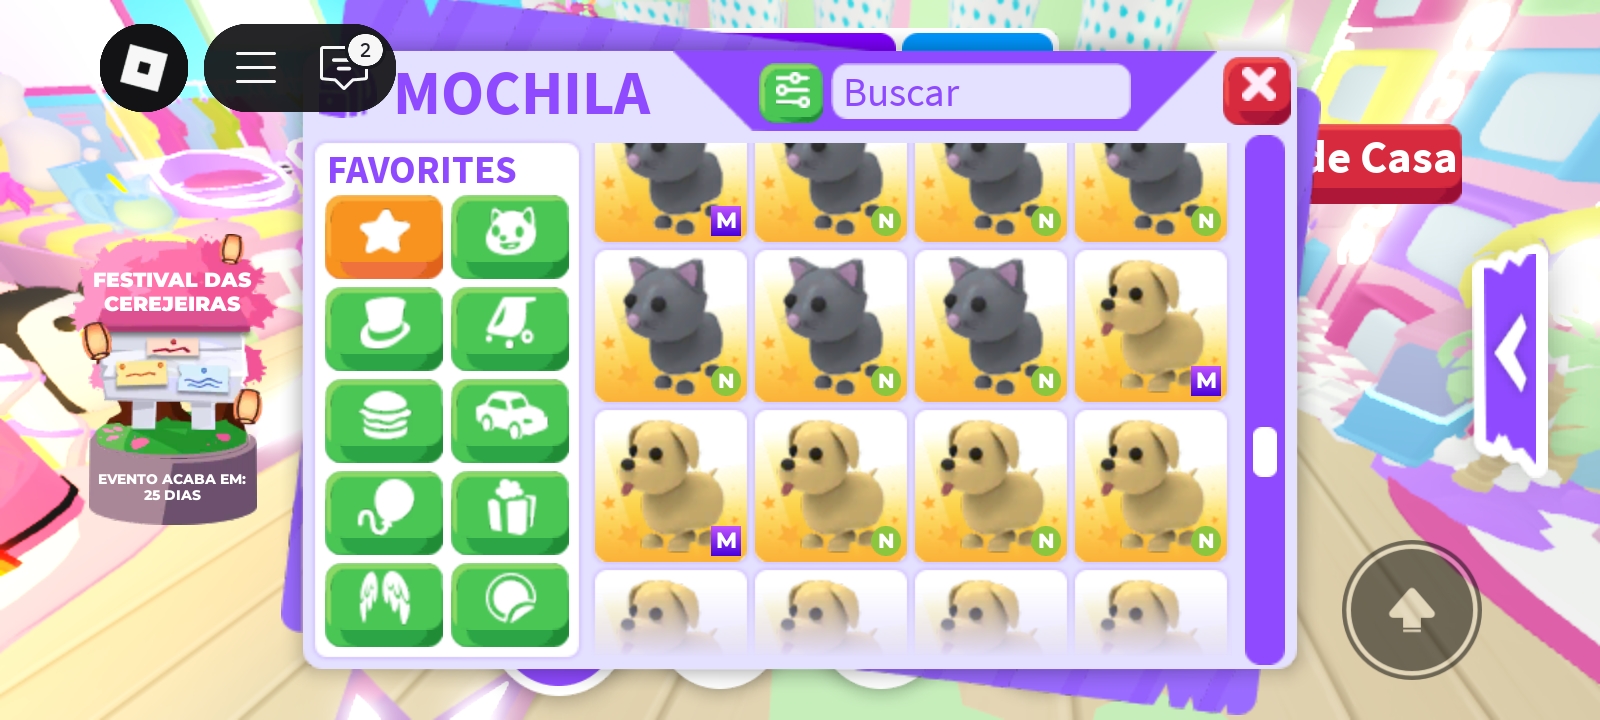 2
MOCHILA
Buscar
de Casa
FAVORITES
M
N
N
N
N
N
N
M
M
N
N
N
FESTIVAL DAS
CEREJEIRAS
EVENTO ACABA EM:
25 DIAS